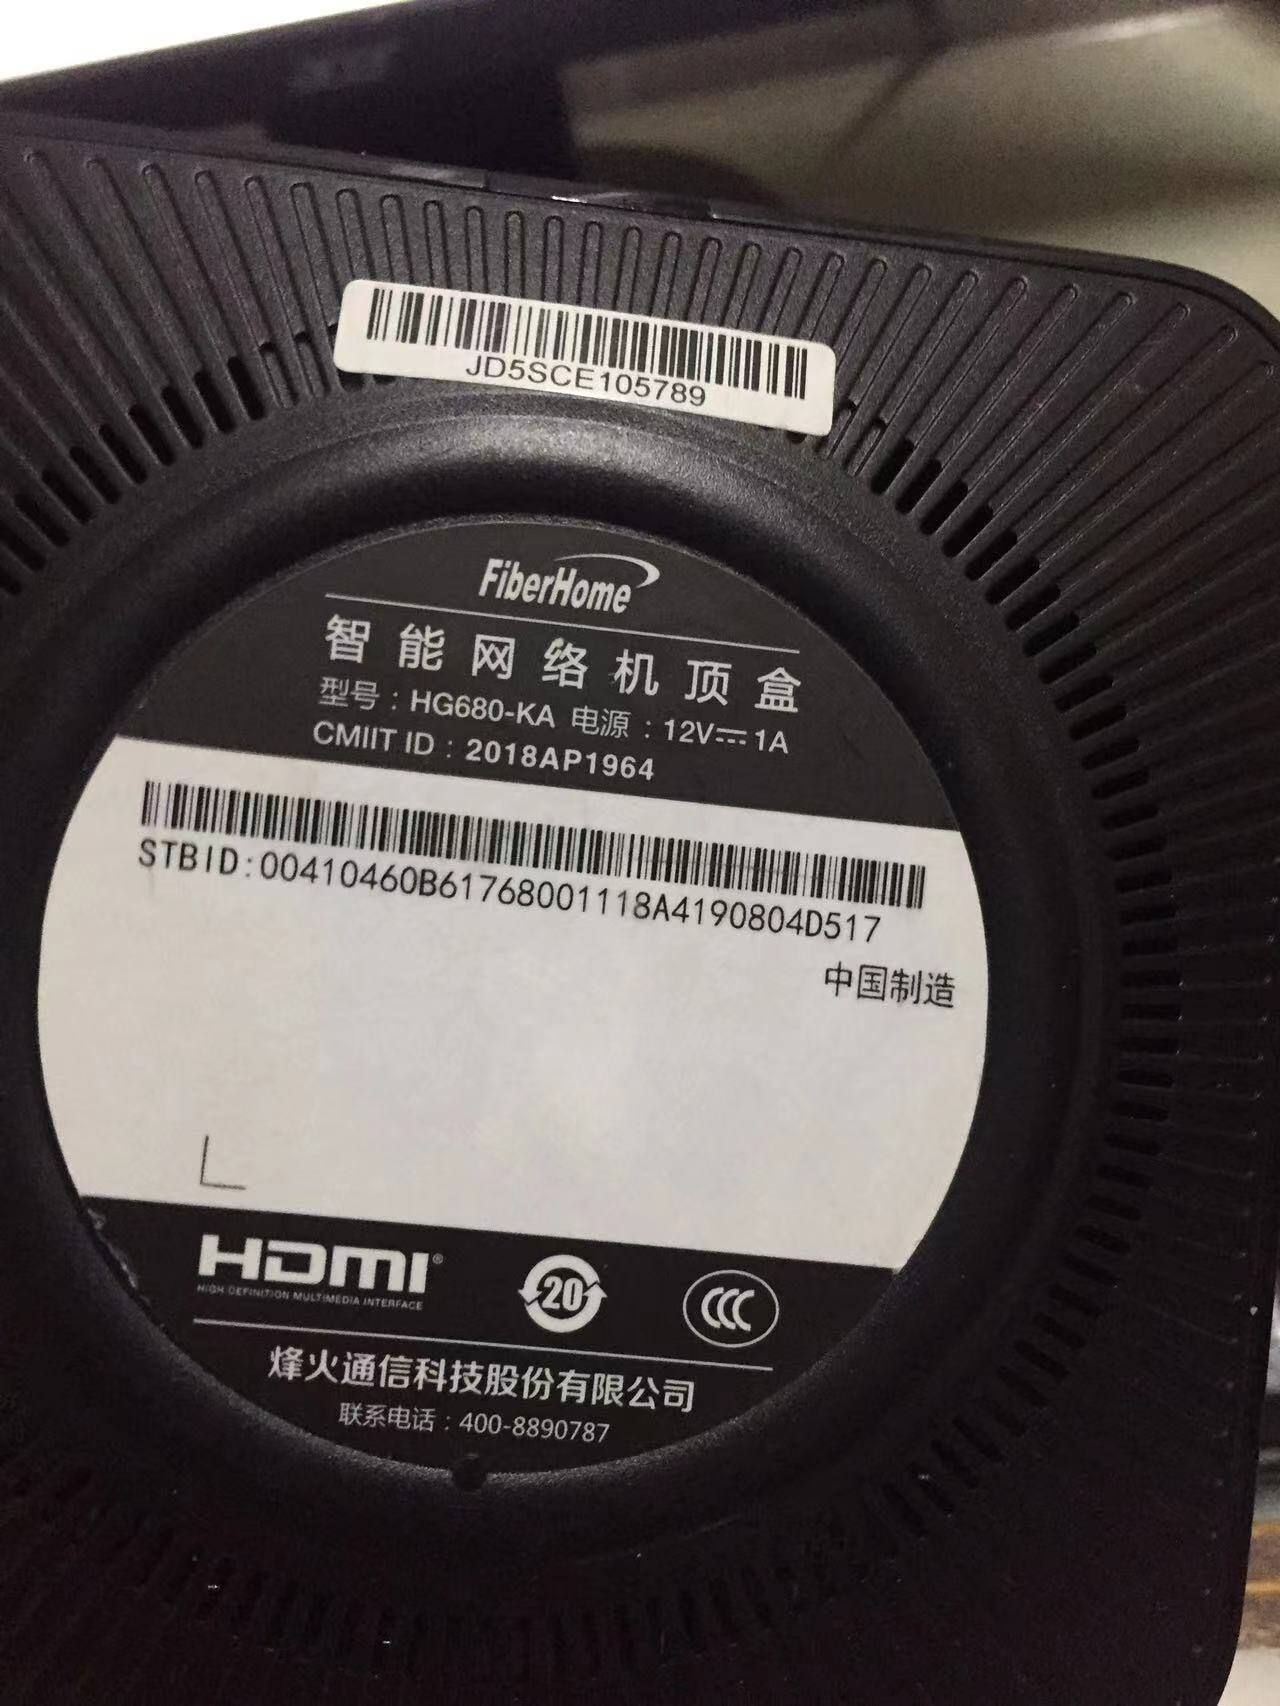 JD5SCE105789
FiberHome
智能网络机顶盒
型号：HG680-KA 电源：12V⎓1A
CMIIT ID：2018AP1964
STBID:00410460B61768001118A4190804D517
中国制造
HDMI®
HIGH DEFINITION MULTIMEDIA INTERFACE
20
CCC
烽火通信科技股份有限公司
联系电话：400-8890787